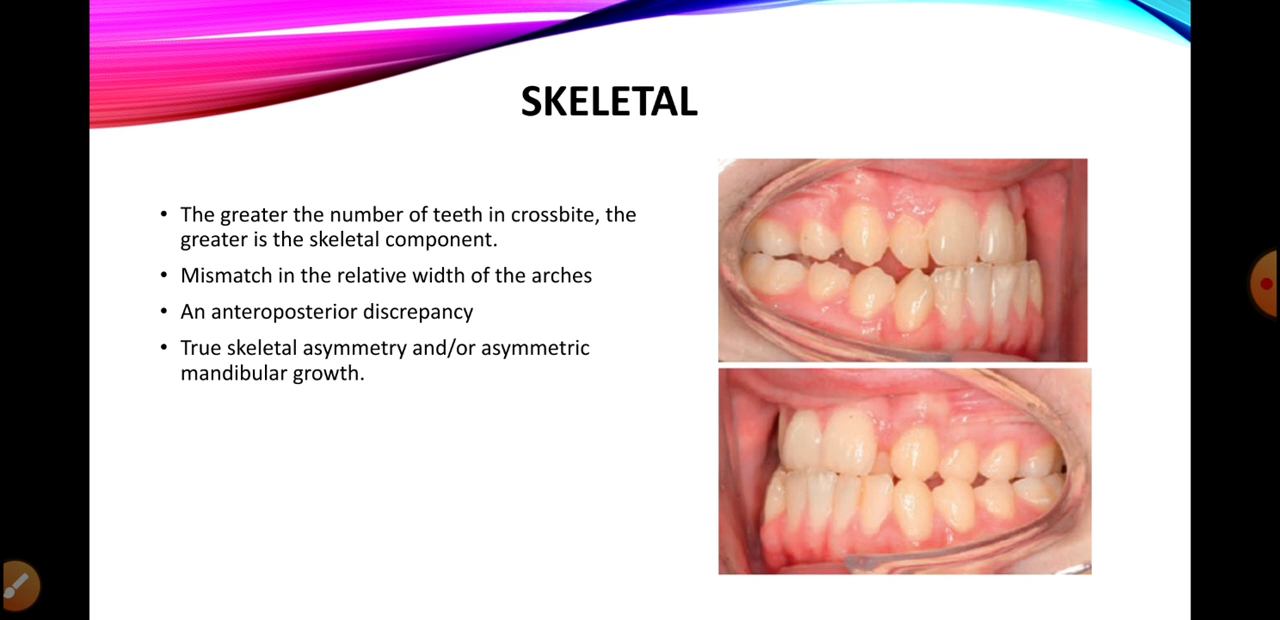 SKELETAL
• The greater the number of teeth in crossbite, the
greater is the skeletal component.
• Mismatch in the relative width of the arches
• An anteroposterior discrepancy
• True skeletal asymmetry and/or asymmetric
mandibular growth.